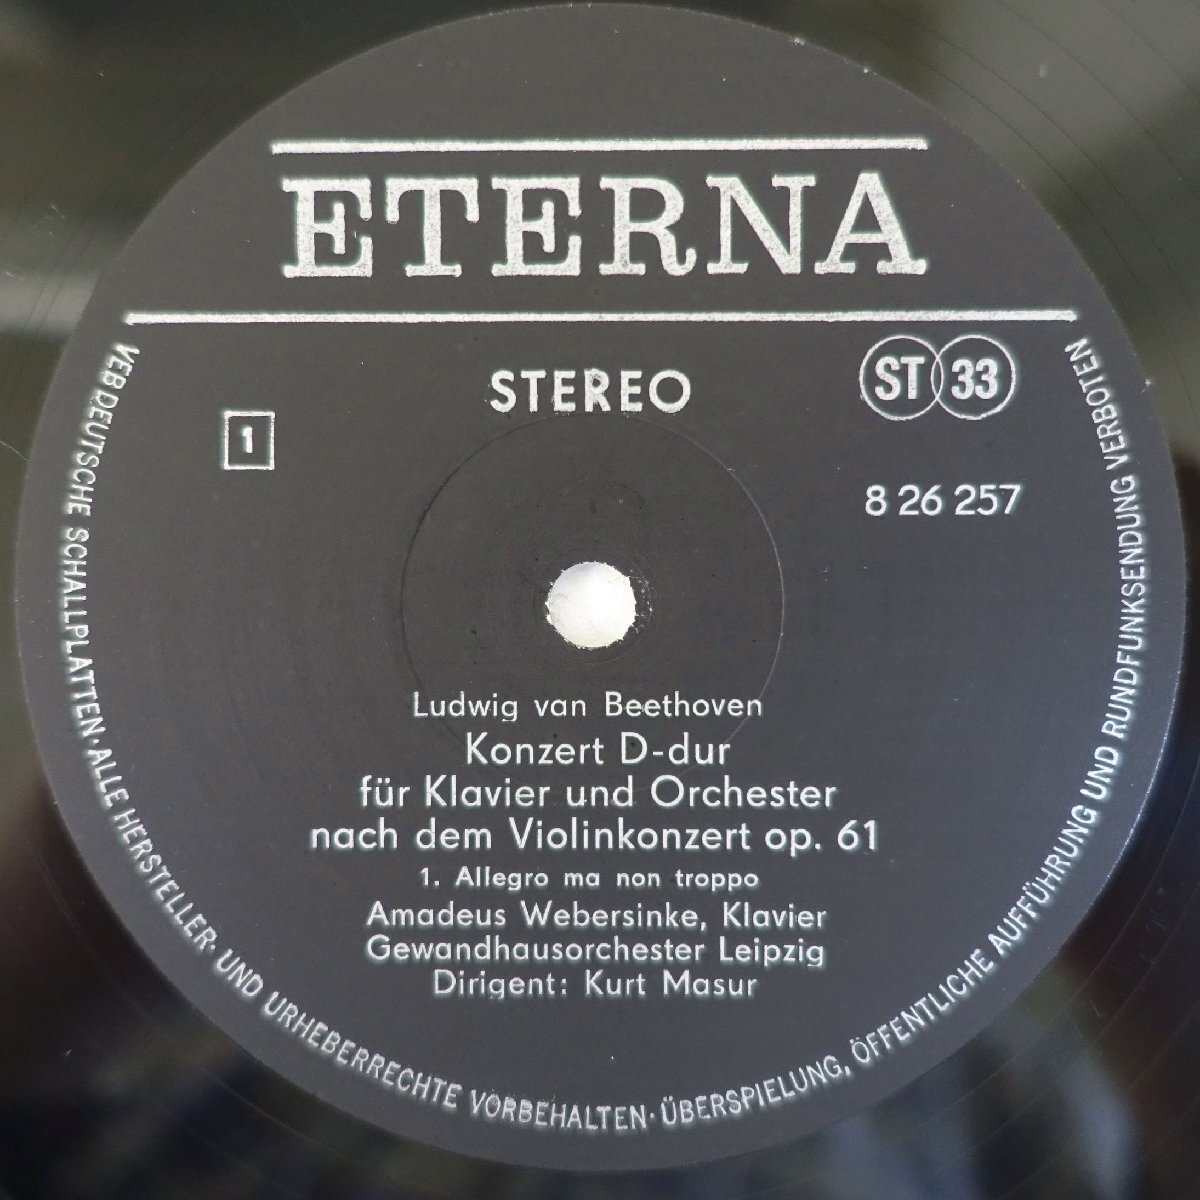 ETERNA
STEREO
ST 33
1
8 26 257
Ludwig van Beethoven
Konzert D-dur
für Klavier und Orchester
nach dem Violinkonzert op. 61
1. Allegro ma non troppo
Amadeus Webersinke, Klavier
Gewandhausorchester Leipzig
Dirigent: Kurt Masur
VEB DEUTSCHE SCHALLPLATTEN · ALLE HERSTELLER- UND URHEBERRECHTE VORBEHALTEN · ÜBERSPIELUNG, ÖFFENTLICHE AUFFÜHRUNG UND RUNDFUNKSENDUNG VERBOTEN